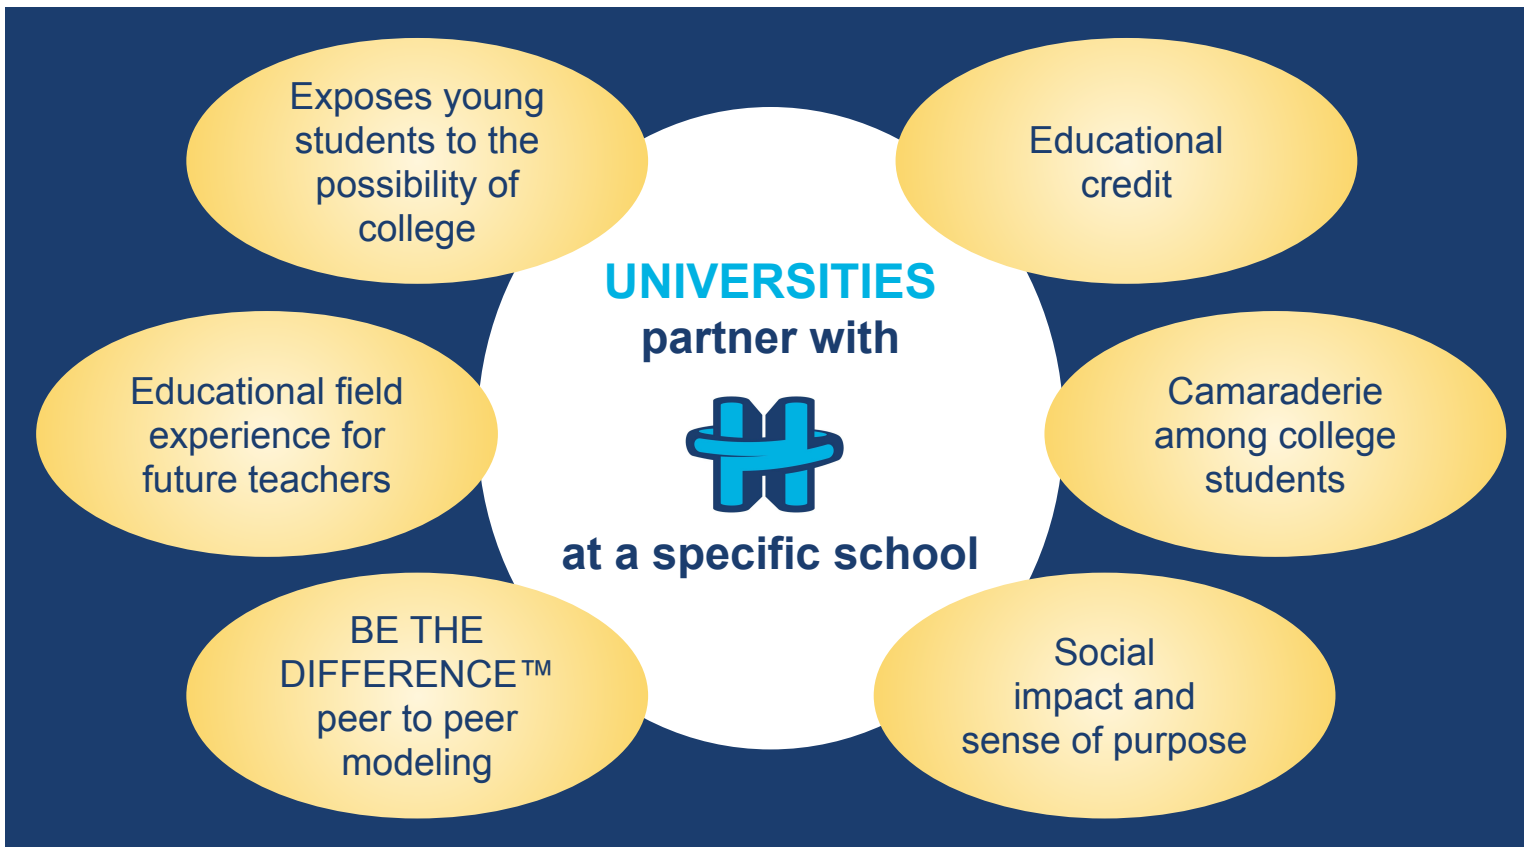 Exposes young
students to the
possibility of
college
Educational
credit
UNIVERSITIES
partner with
H
at a specific school
Educational field
experience for
future teachers
Camaraderie
among college
students
BE THE
DIFFERENCE™
peer to peer
modeling
Social
impact and
sense of purpose